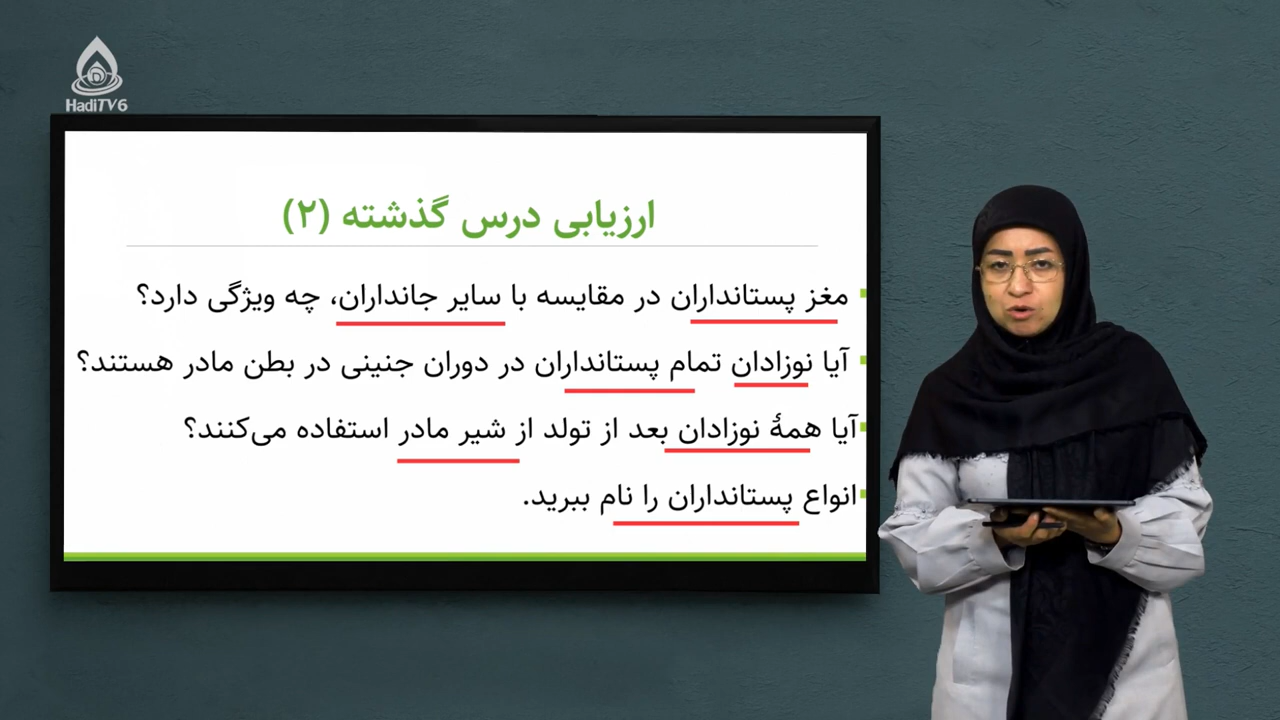 HadiTV6
ارزیابی درس گذشته (۲)
مغز پستانداران در مقایسه با سایر جانداران، چه ویژگی دارد؟
آیا نوزادان تمام پستانداران در دوران جنینی در بطن مادر هستند؟
آیا همهٔ نوزادان بعد از تولد از شیر مادر استفاده می‌کنند؟
انواع پستانداران را نام ببرید.